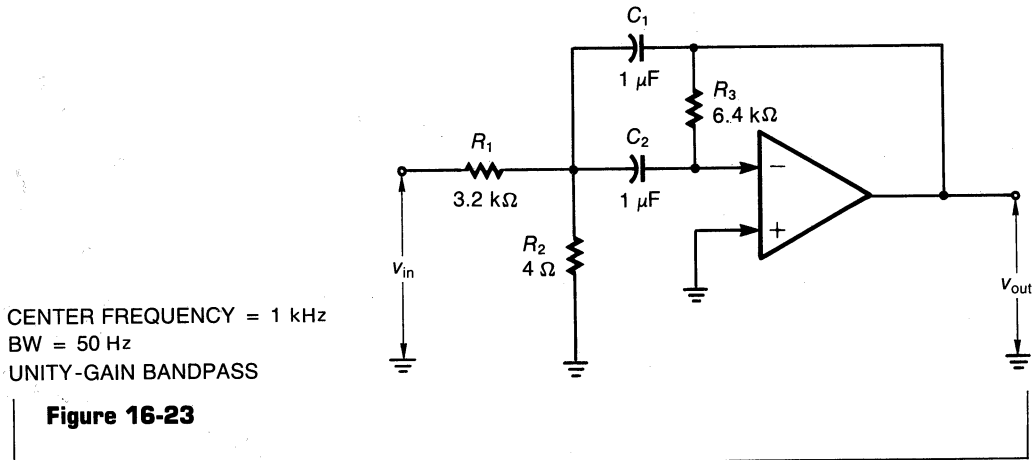 C1
1 μF
R3
6.4 kΩ
R1
3.2 kΩ
C2
1 μF
−
+
R2
4 Ω
vin
vout
CENTER FREQUENCY = 1 kHz
BW = 50 Hz
UNITY-GAIN BANDPASS
Figure 16-23